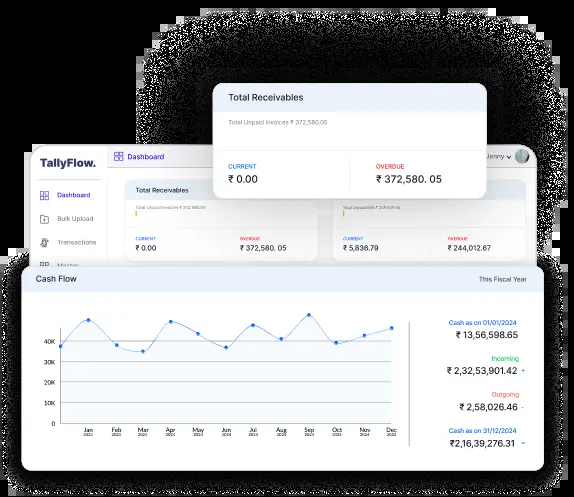 Total Receivables
Total Unpaid Invoices ₹ 372,580.05
CURRENT
OVERDUE
₹ 0.00
₹ 372,580. 05
TallyFlow.
Dashboard
Jenny
Dashboard
Bulk Upload
Transactions
Total Receivables
Total Unpaid Invoices ₹ 372,580.05
Total Unpaid Bills
CURRENT
OVERDUE
CURRENT
OVERDUE
₹ 0.00
₹ 372,580. 05
₹ 5,836.79
₹ 244,012.67
Cash Flow
This Fiscal Year
40K
30K
20K
10K
0
Jan 2024
Feb 2024
Mar 2024
Apr 2024
May 2024
Jun 2024
Jul 2024
Aug 2024
Sep 2024
Oct 2024
Nov 2024
Dec 2024
Cash as on 01/01/2024
₹ 13,56,598.65
Incoming
₹ 2,32,53,901.42 +
Outgoing
₹ 2,58,026.46 -
Cash as on 31/12/2024
₹2,16,39,276.31 =